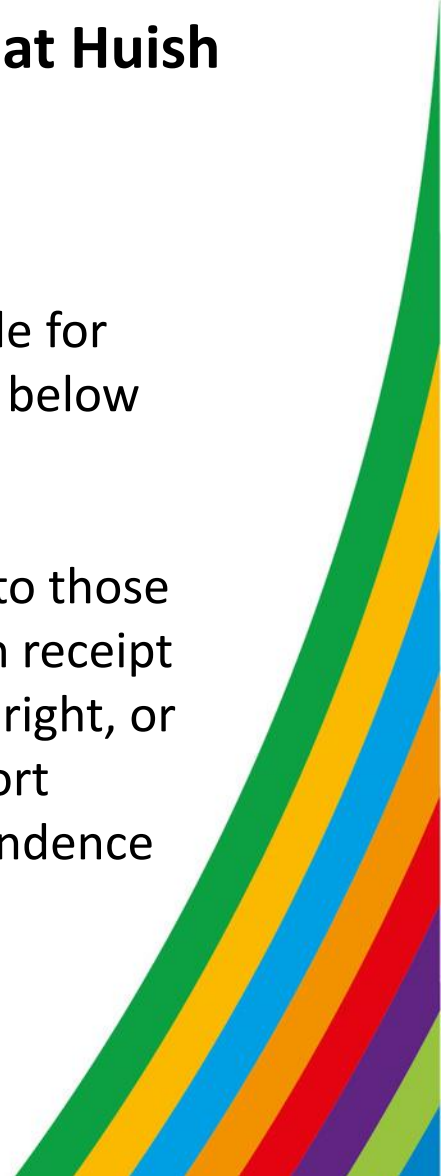 at Huish
le for
below
to those
n receipt
right, or
ort
ndence